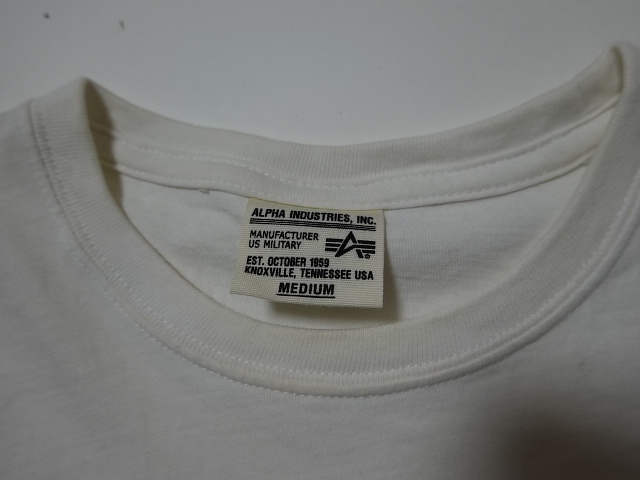 ALPHA INDUSTRIES, INC.
MANUFACTURER
US MILITARY
EST. OCTOBER 1959
KNOXVILLE, TENNESSEE USA
MEDIUM